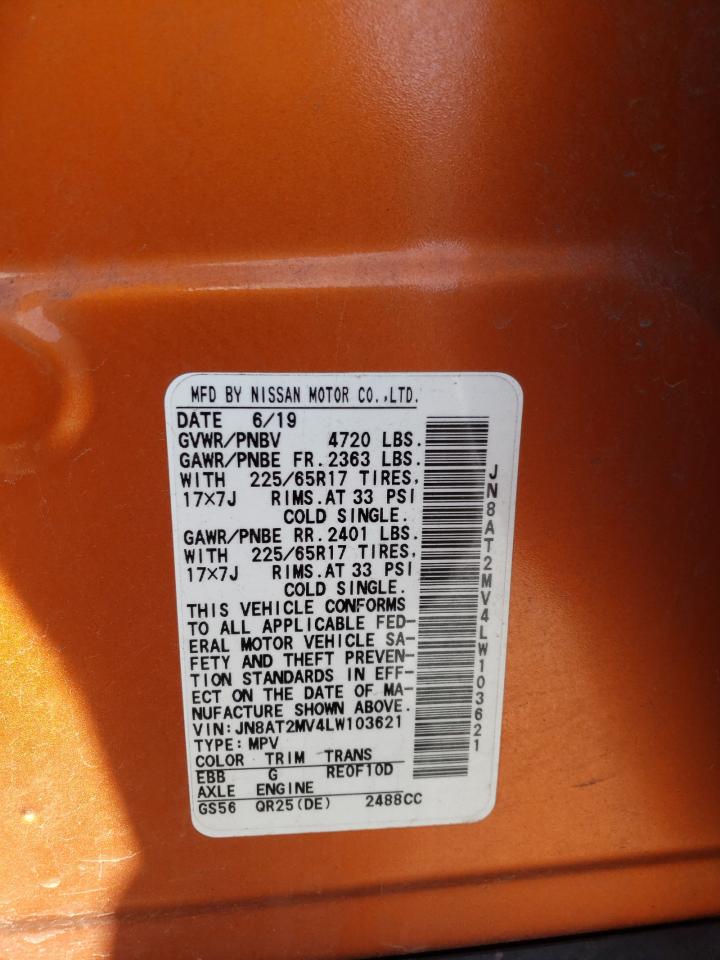 MFD BY NISSAN MOTOR CO.,LTD.
DATE 6/19
GVWR/PNBV 4720 LBS.
GAWR/PNBE FR.2363 LBS.
WITH 225/65R17 TIRES,
17×7J RIMS.AT 33 PSI
COLD SINGLE.
GAWR/PNBE RR.2401 LBS.
WITH 225/65R17 TIRES,
17×7J RIMS.AT 33 PSI
COLD SINGLE.
THIS VEHICLE CONFORMS
TO ALL APPLICABLE FED-
ERAL MOTOR VEHICLE SA-
FETY AND THEFT PREVEN-
TION STANDARDS IN EFF-
ECT ON THE DATE OF MA-
NUFACTURE SHOWN ABOVE.
VIN:JN8AT2MV4LW103621
TYPE:MPV
COLOR TRIM TRANS
EBB G RE0F10D
AXLE ENGINE
GS56 QR25(DE) 2488CC
JN8AT2MV4LW103621